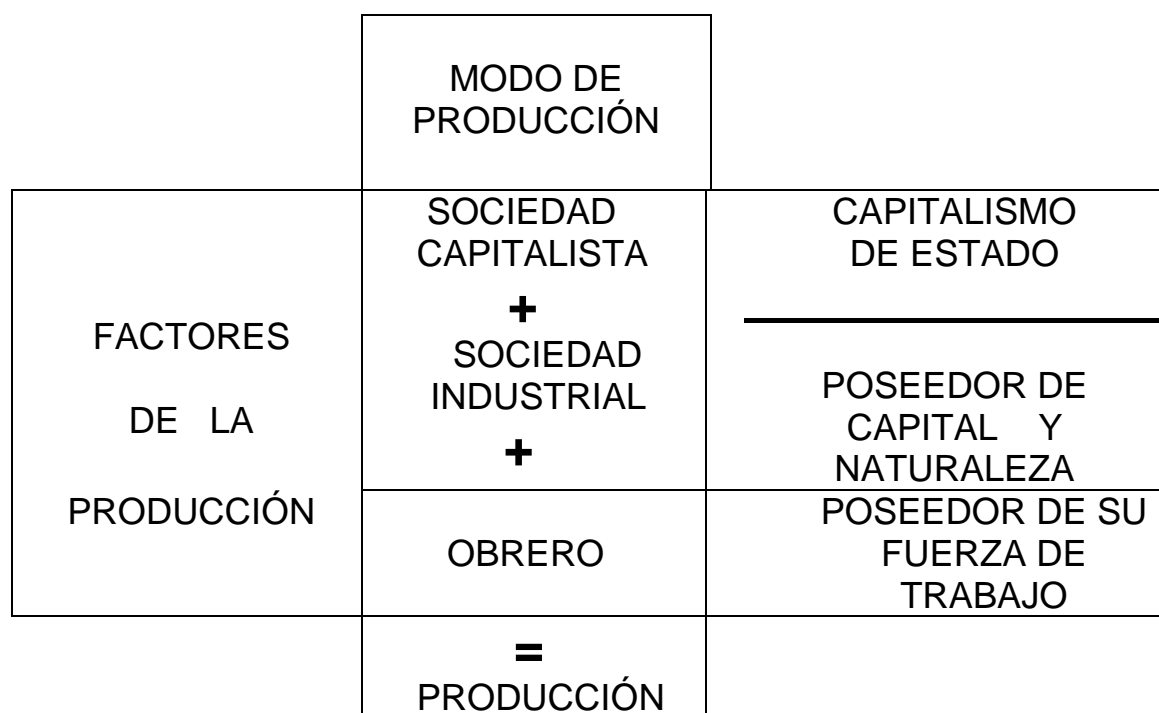 MODO DE
PRODUCCIÓN
FACTORES
DE LA
PRODUCCIÓN
SOCIEDAD
CAPITALISTA
+
SOCIEDAD
INDUSTRIAL
+
CAPITALISMO
DE ESTADO
POSEEDOR DE
CAPITAL Y
NATURALEZA
OBRERO
POSEEDOR DE SU
FUERZA DE
TRABAJO
=
PRODUCCIÓN